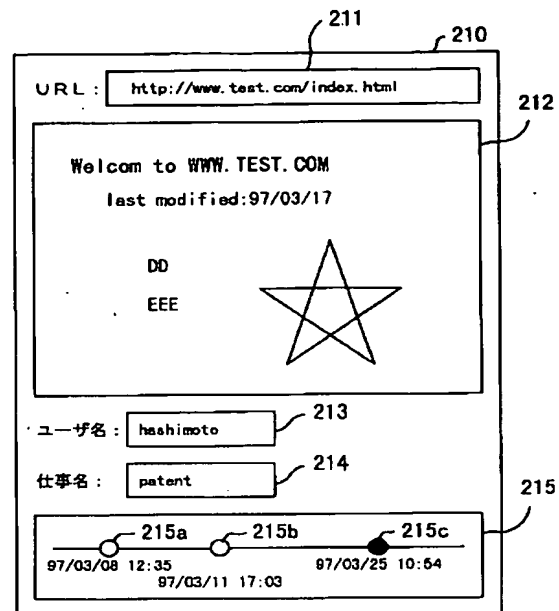 211
210
URL: http://www.test.com/index.html
212
Welcom to WWW.TEST.COM
last modified:97/03/17
DD
EEE
213
ユーザ名: hashimoto
214
仕事名: patent
215
215a 215b 215c
97/03/08 12:35 97/03/25 10:54
97/03/11 17:03